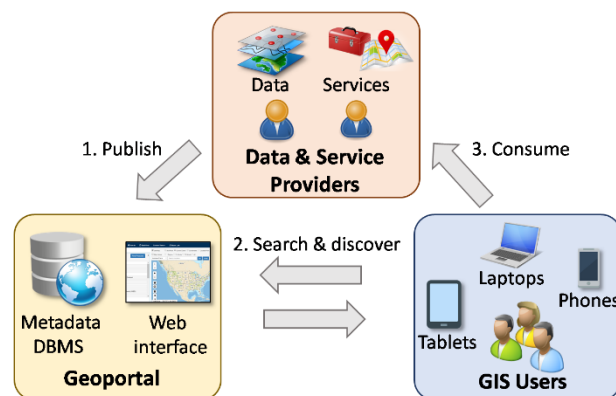 Data
Services
Data & Service
Providers
1. Publish
3. Consume
2. Search & discover
Metadata
DBMS
Web
interface
Geoportal
Laptops
Phones
Tablets
GIS Users